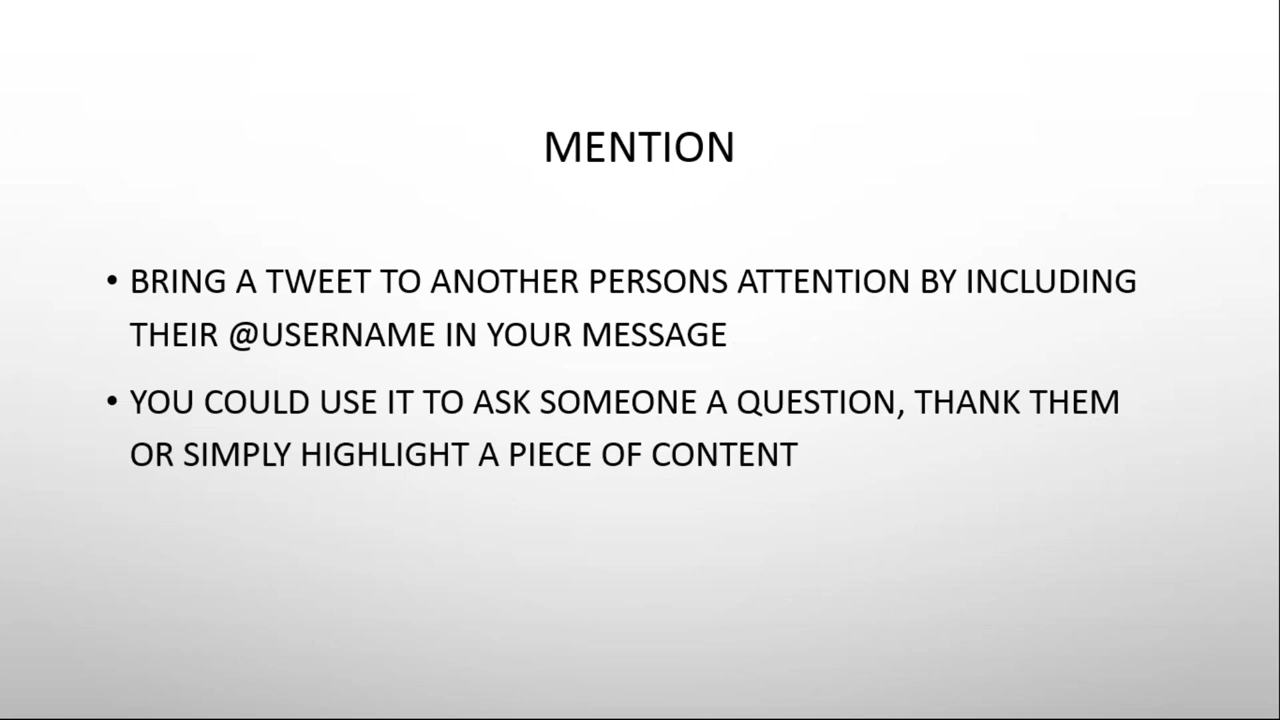 MENTION
• BRING A TWEET TO ANOTHER PERSONS ATTENTION BY INCLUDING
THEIR @USERNAME IN YOUR MESSAGE
• YOU COULD USE IT TO ASK SOMEONE A QUESTION, THANK THEM
OR SIMPLY HIGHLIGHT A PIECE OF CONTENT